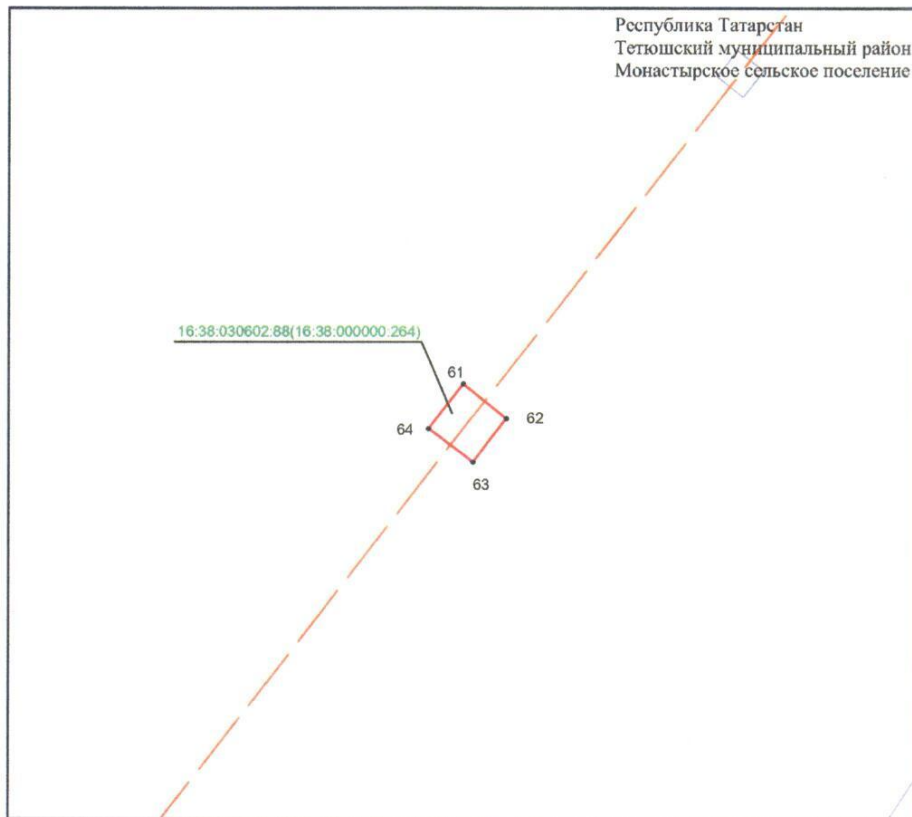 Республика Татарстан
Тетюшский муниципальный район
Монастырское сельское поселение
16:38:030602:88(16:38:000000:264)
61
62
64
63